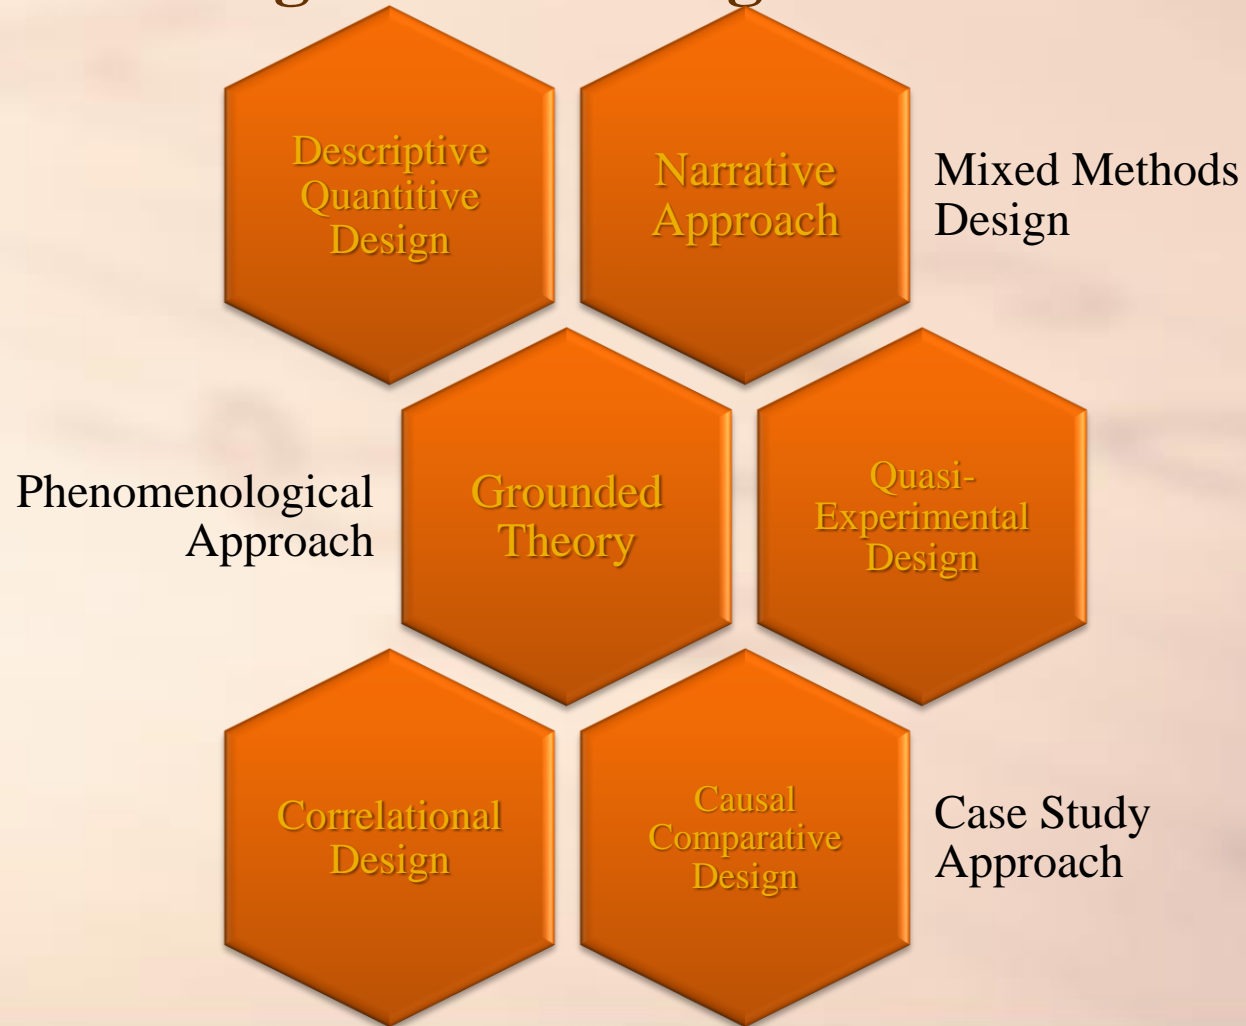 Descriptive
Quantitive
Design
Narrative
Approach
Mixed Methods
Design
Phenomenological
Approach
Grounded
Theory
Quasi-
Experimental
Design
Correlational
Design
Causal
Comparative
Design
Case Study
Approach